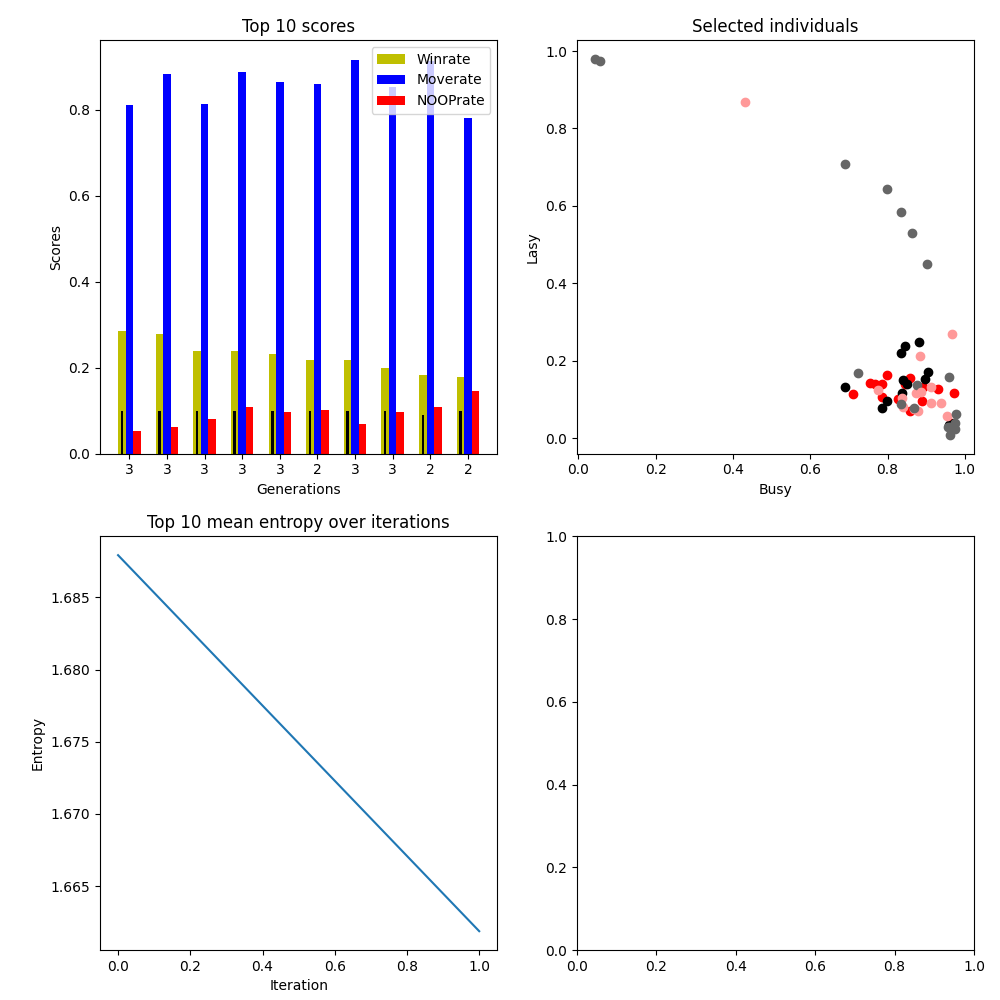 Top 10 scores
Winrate
Moverate
NOOPrate
0.8
0.6
0.4
0.2
0.0
Scores
3 3 3 3 3 2 3 3 2 2
Generations
Selected individuals
1.0
0.8
0.6
0.4
0.2
0.0
Lasy
0.0 0.2 0.4 0.6 0.8 1.0
Busy
Top 10 mean entropy over iterations
1.685
1.680
1.675
1.670
1.665
Entropy
0.0 0.2 0.4 0.6 0.8 1.0
Iteration
1.0
0.8
0.6
0.4
0.2
0.0
0.0 0.2 0.4 0.6 0.8 1.0